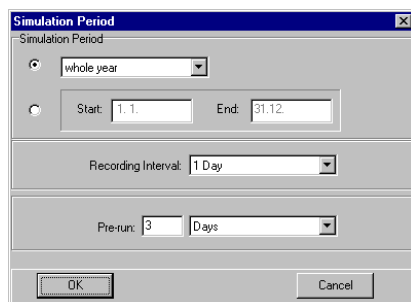 Simulation Period
Simulation Period
whole year
Start: 1. 1. End: 31.12.
Recording Interval: 1 Day
Pre-run: 3 Days
OK Cancel